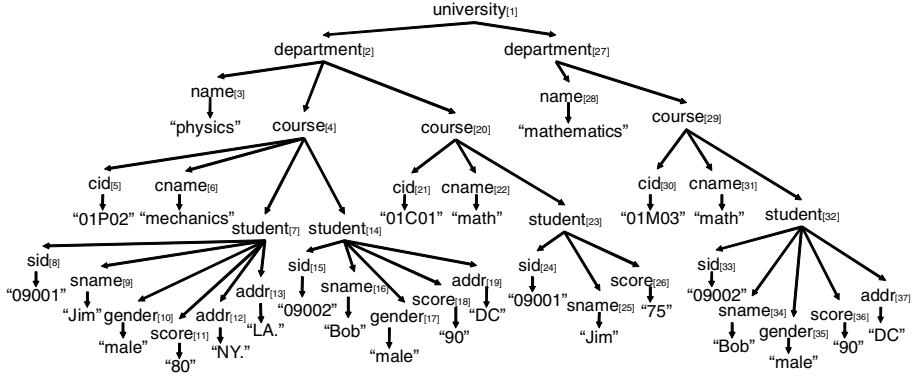 university[1]
department[2]
department[27]
name[3]
name[28]
"physics"
course[4]
course[20]
"mathematics"
course[29]
cid[5]
cname[6]
cid[21]
cname[22]
cid[30]
cname[31]
"01P02"
"mechanics"
"01C01"
"math"
"01M03"
"math"
student[7]
student[14]
student[23]
student[32]
sid[8]
sname[9]
gender[10]
score[11]
addr[12]
addr[13]
"09001"
"Jim"
"male"
"80"
"NY."
"LA."
sid[15]
sname[16]
gender[17]
score[18]
addr[19]
"09002"
"Bob"
"male"
"90"
"DC"
sid[24]
sname[25]
score[26]
"09001"
"Jim"
"75"
sid[33]
sname[34]
gender[35]
score[36]
addr[37]
"09002"
"Bob"
"male"
"90"
"DC"